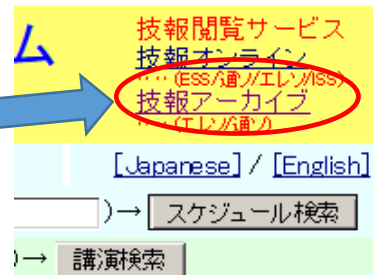 ム
技報閲覧サービス
技報オンライン
‥‥(ESS/通ソ/エレソ/ISS)
技報アーカイブ
‥‥(エレソ/通ソ)
[Japanese] / [English]
)→ スケジュール検索
)→ 講演検索